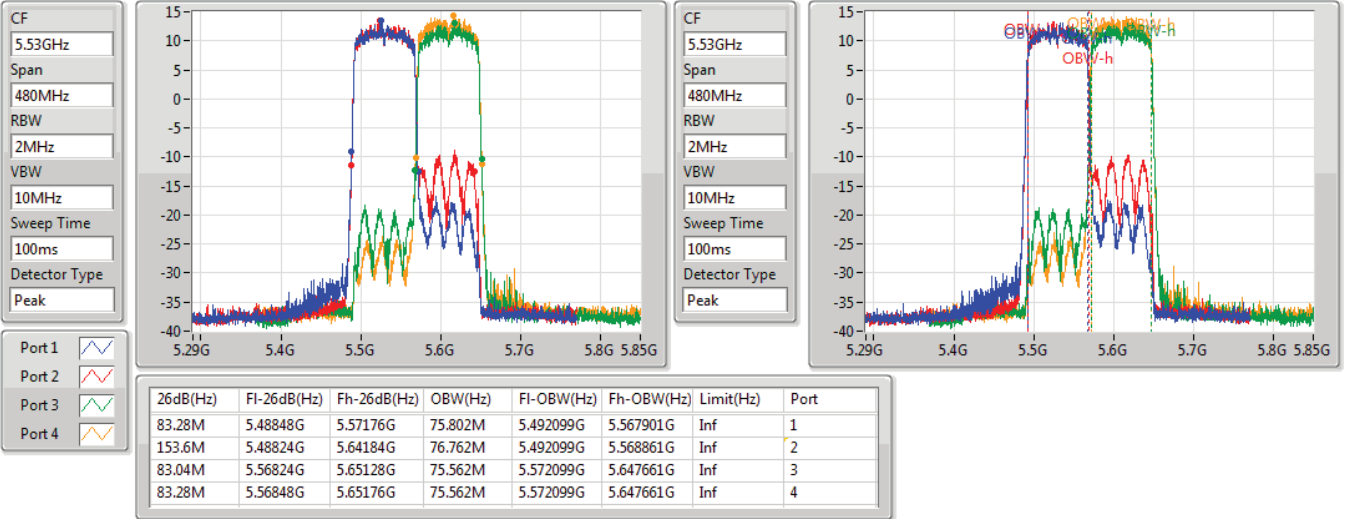 CF
5.53GHz
Span
480MHz
RBW
2MHz
VBW
10MHz
Sweep Time
100ms
Detector Type
Peak
15
10
5
0
-5
-10
-15
-20
-25
-30
-35
-40
5.29G 5.4G 5.5G 5.6G 5.7G 5.8G 5.85G
CF
5.53GHz
Span
480MHz
RBW
2MHz
VBW
10MHz
Sweep Time
100ms
Detector Type
Peak
15
10
5
0
-5
-10
-15
-20
-25
-30
-35
-40
OBW-h
5.29G 5.4G 5.5G 5.6G 5.7G 5.8G 5.85G
Port 1
Port 2
Port 3
Port 4
26dB(Hz) Fl-26dB(Hz) Fh-26dB(Hz) OBW(Hz) Fl-OBW(Hz) Fh-OBW(Hz) Limit(Hz) Port
83.28M 5.48848G 5.57176G 75.802M 5.492099G 5.567901G Inf 1
153.6M 5.48824G 5.64184G 76.762M 5.492099G 5.568861G Inf 2
83.04M 5.56824G 5.65128G 75.562M 5.572099G 5.647661G Inf 3
83.28M 5.56848G 5.65176G 75.562M 5.572099G 5.647661G Inf 4